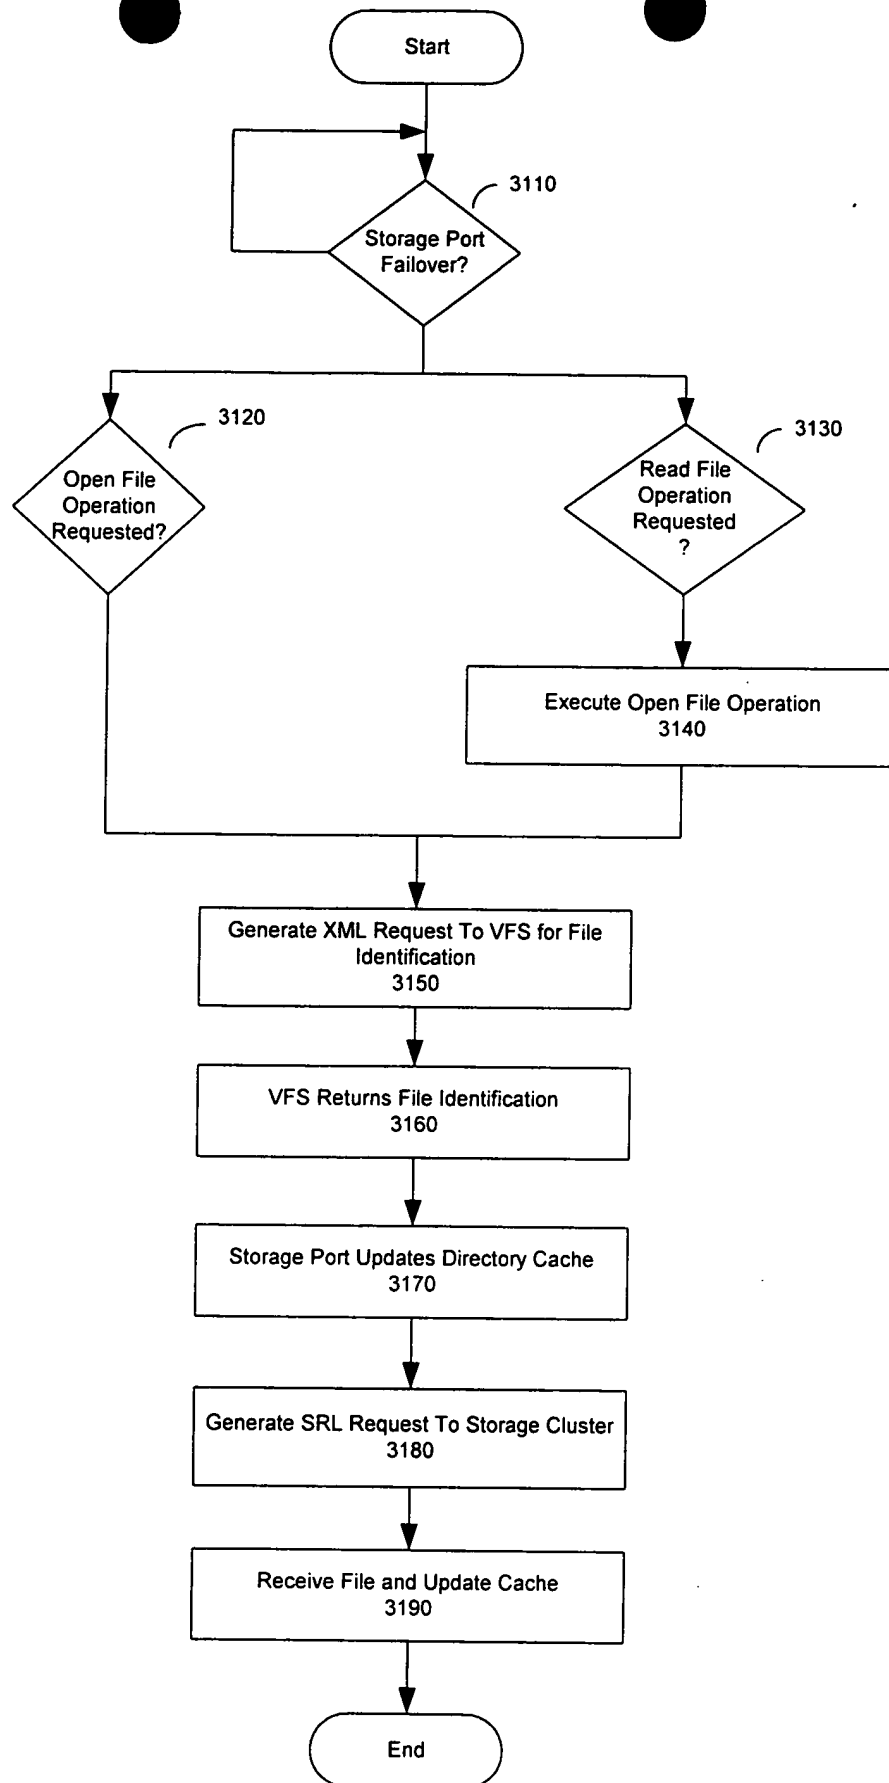 Start
3110
Storage Port
Failover?
3120
Open File
Operation
Requested?
3130
Read File
Operation
Requested
?
Execute Open File Operation
3140
Generate XML Request To VFS for File
Identification
3150
VFS Returns File Identification
3160
Storage Port Updates Directory Cache
3170
Generate SRL Request To Storage Cluster
3180
Receive File and Update Cache
3190
End